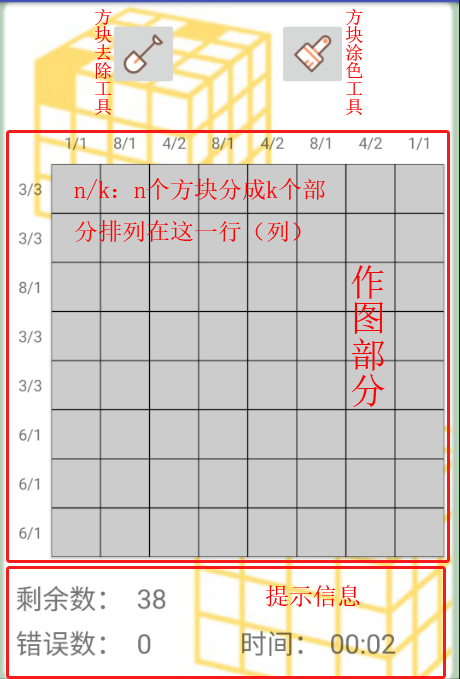 方块去除工具
方块涂色工具
1/1 8/1 4/2 8/1 4/2 8/1 4/2 1/1
3/3
n/k：n个方块分成k个部
3/3
分排列在这一行（列）
8/1
3/3
3/3
作图部分
6/1
6/1
6/1
剩余数： 38
提示信息
错误数： 0 时间： 00:02